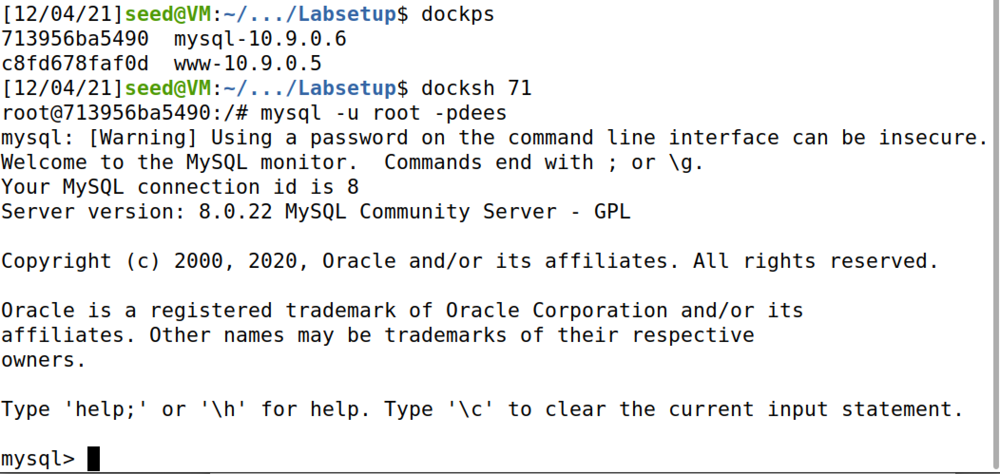 [12/04/21]seed@VM:~/.../Labsetup$ dockps
713956ba5490  mysql-10.9.0.6
c8fd678faf0d  www-10.9.0.5
[12/04/21]seed@VM:~/.../Labsetup$ docksh 71
root@713956ba5490:/# mysql -u root -pdees
mysql: [Warning] Using a password on the command line interface can be insecure.
Welcome to the MySQL monitor.  Commands end with ; or \g.
Your MySQL connection id is 8
Server version: 8.0.22 MySQL Community Server - GPL

Copyright (c) 2000, 2020, Oracle and/or its affiliates. All rights reserved.

Oracle is a registered trademark of Oracle Corporation and/or its
affiliates. Other names may be trademarks of their respective
owners.

Type 'help;' or '\h' for help. Type '\c' to clear the current input statement.

mysql>